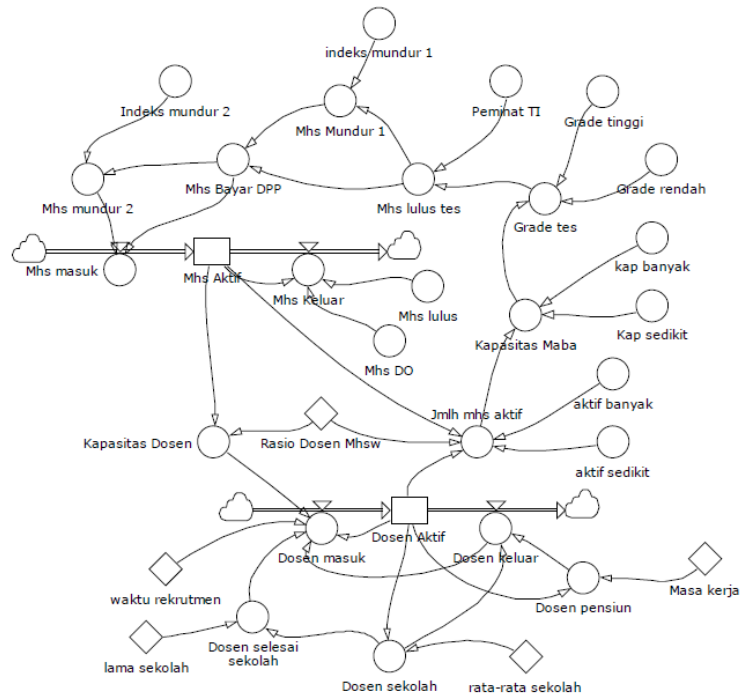 indeks mundur 1
Indeks mundur 2
Peminat TI
Grade tinggi
Mhs Mundur 1
Mhs Bayar DPP
Grade rendah
Mhs mundur 2
Mhs lulus tes
Grade tes
Mhs masuk
Mhs Aktif
Mhs Keluar
kap banyak
Mhs lulus
Kapasitas Maba
Kap sedikit
Mhs DO
aktif banyak
Jmlh mhs aktif
Kapasitas Dosen
Rasio Dosen Mhsw
aktif sedikit
Dosen masuk
Dosen Aktif
Dosen keluar
waktu rekrutmen
Dosen pensiun
Masa kerja
lama sekolah
Dosen selesai
sekolah
Dosen sekolah
rata-rata sekolah